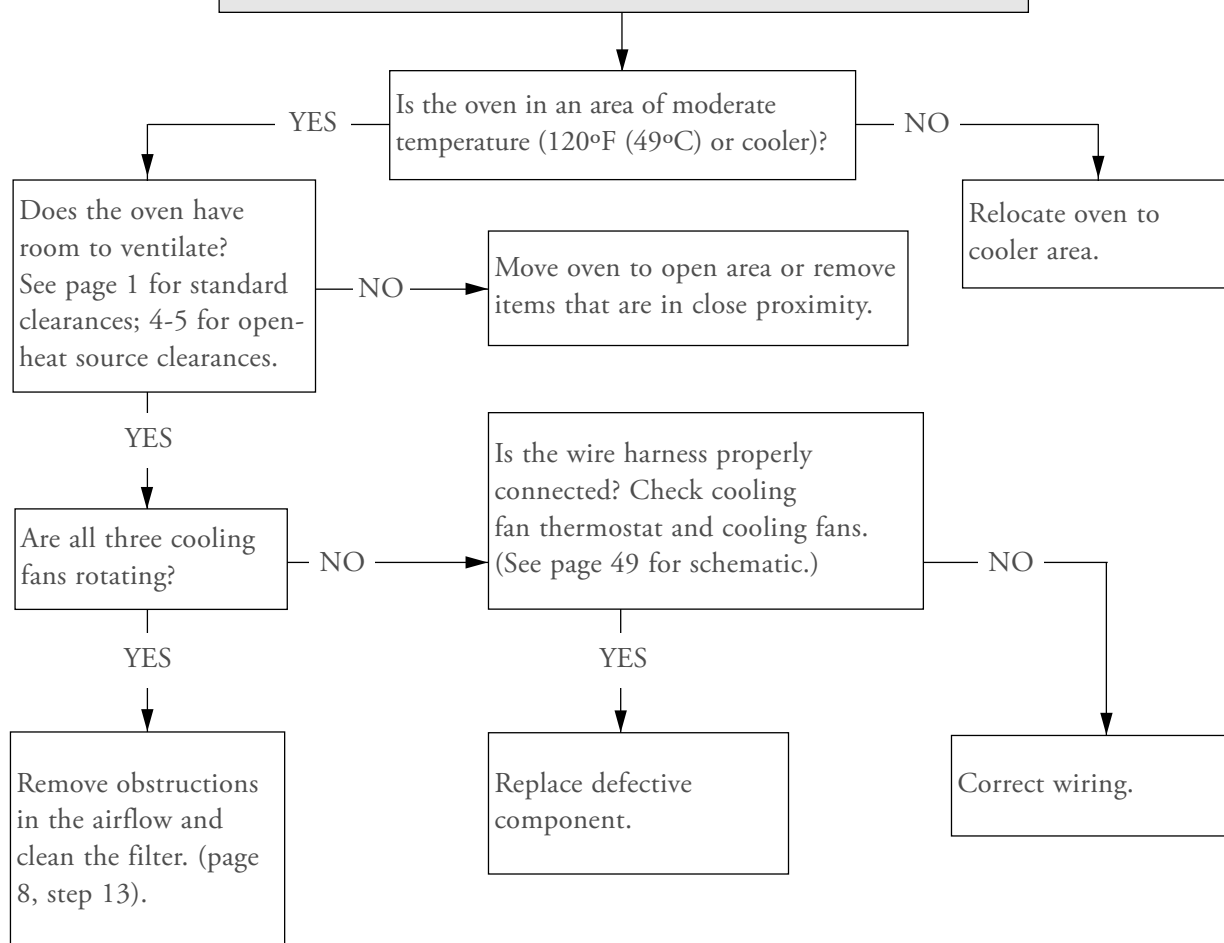 Is the oven in an area of moderate
temperature (120ºF (49ºC) or cooler)?
YES
NO
Does the oven have
room to ventilate?
See page 1 for standard
clearances; 4-5 for open-
heat source clearances.
NO
Move oven to open area or remove
items that are in close proximity.
Relocate oven to
cooler area.
YES
Are all three cooling
fans rotating?
NO
Is the wire harness properly
connected? Check cooling
fan thermostat and cooling fans.
(See page 49 for schematic.)
NO
YES
YES
Remove obstructions
in the airflow and
clean the filter. (page
8, step 13).
Replace defective
component.
Correct wiring.